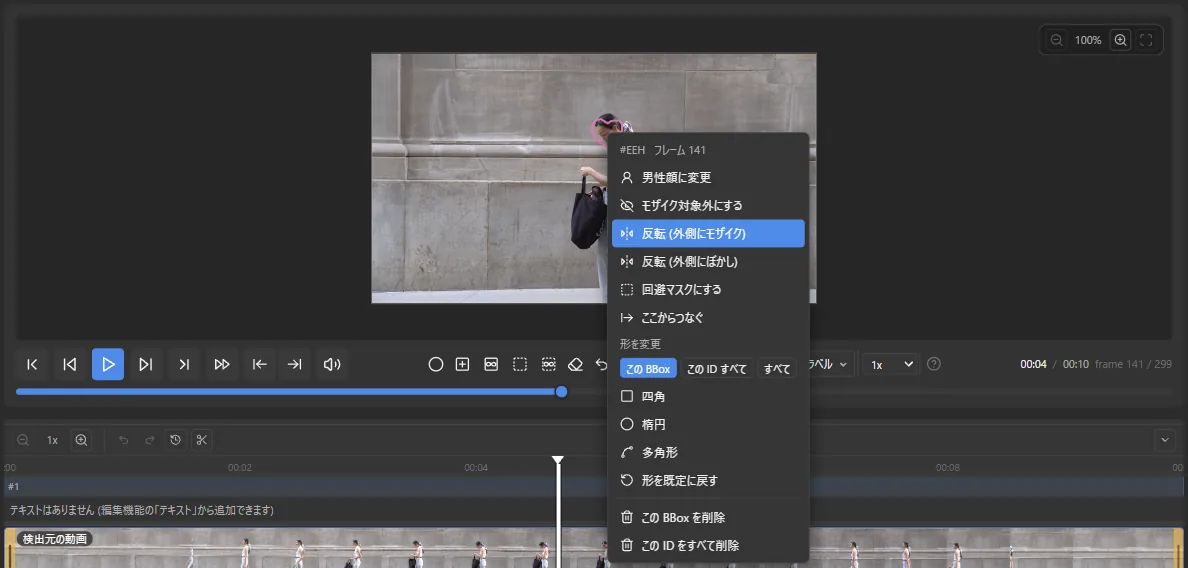 100%
#EEH フレーム 141
男性顔に変更
モザイク対象外にする
反転 (外側にモザイク)
反転 (外側にぼかし)
回避マスクにする
ここからつなぐ
形を変更
この BBox この ID すべて すべて
四角
楕円
多角形
形を既定に戻す
この BBox を削除
この ID をすべて削除
ラベル 1x 00:04 / 00:10 frame 141 / 299
1x
:00 00:02 00:04 00:08 00
#1
テキストはありません (編集機能の「テキスト」から追加できます)
検出元の動画